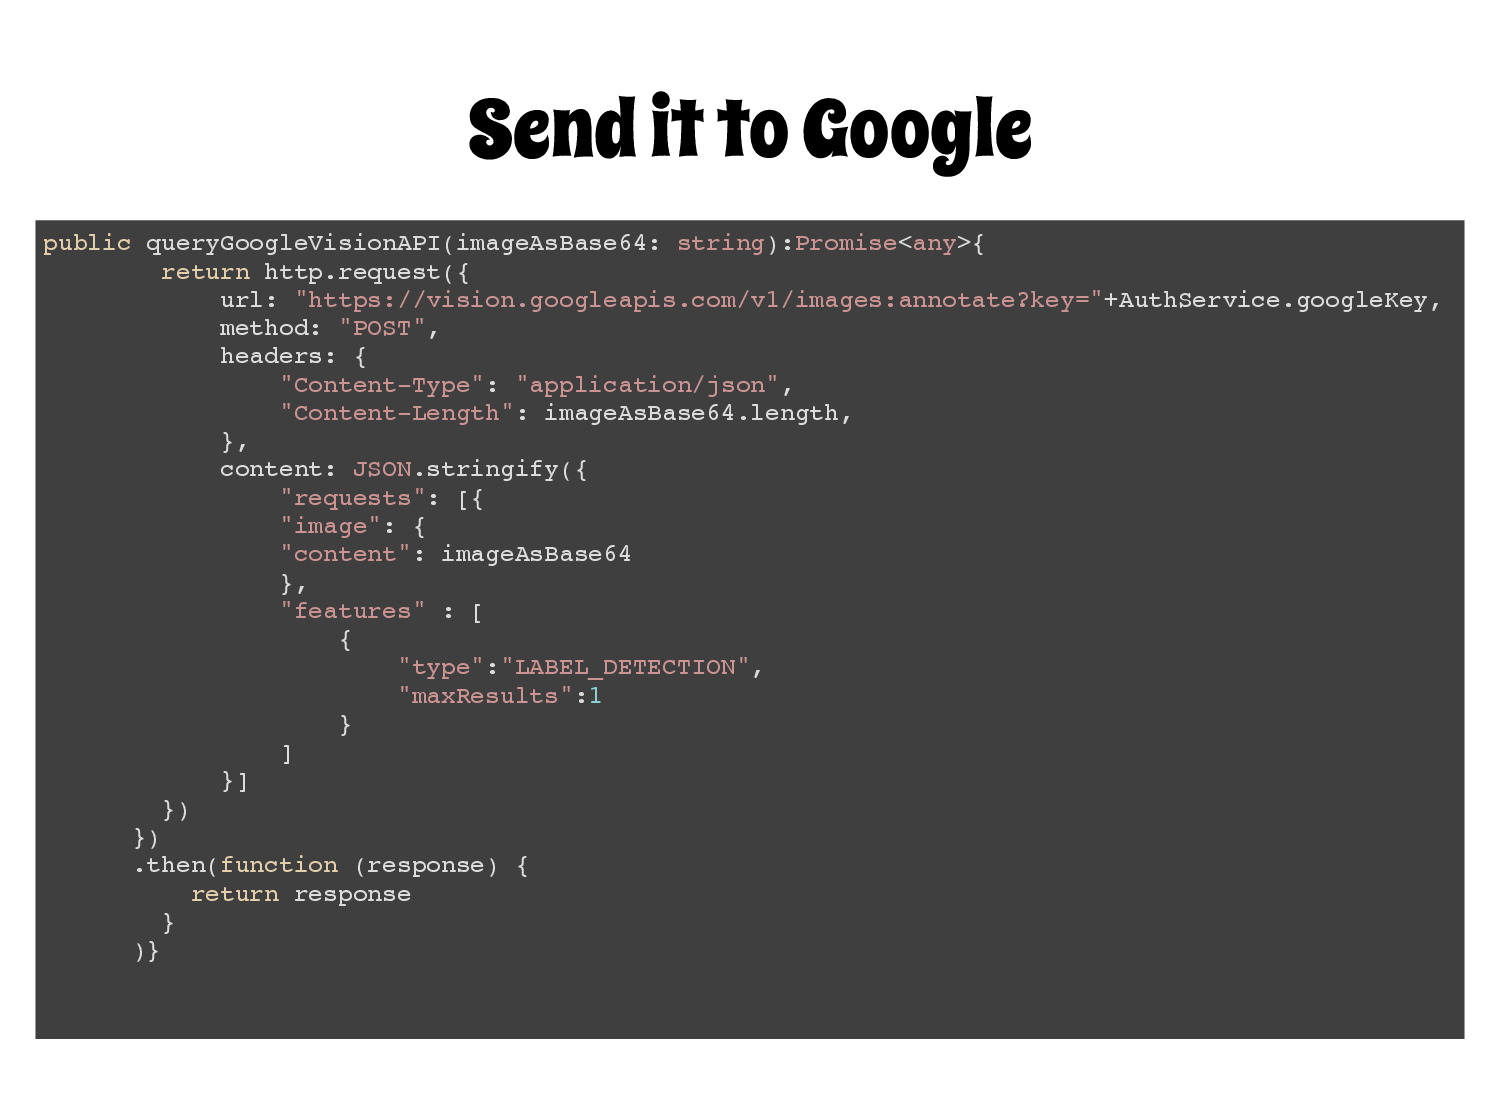 Send it to Google
public queryGoogleVisionAPI(imageAsBase64: string):Promise<any>{
return http.request({
url: "https://vision.googleapis.com/v1/images:annotate?key="+AuthService.googleKey,
method: "POST",
headers: {
"Content-Type": "application/json",
"Content-Length": imageAsBase64.length,
},
content: JSON.stringify({
"requests": [{
"image": {
"content": imageAsBase64
},
"features" : [
{
"type":"LABEL_DETECTION",
"maxResults":1
}
]
}]
})
})
.then(function (response) {
return response
}
)}